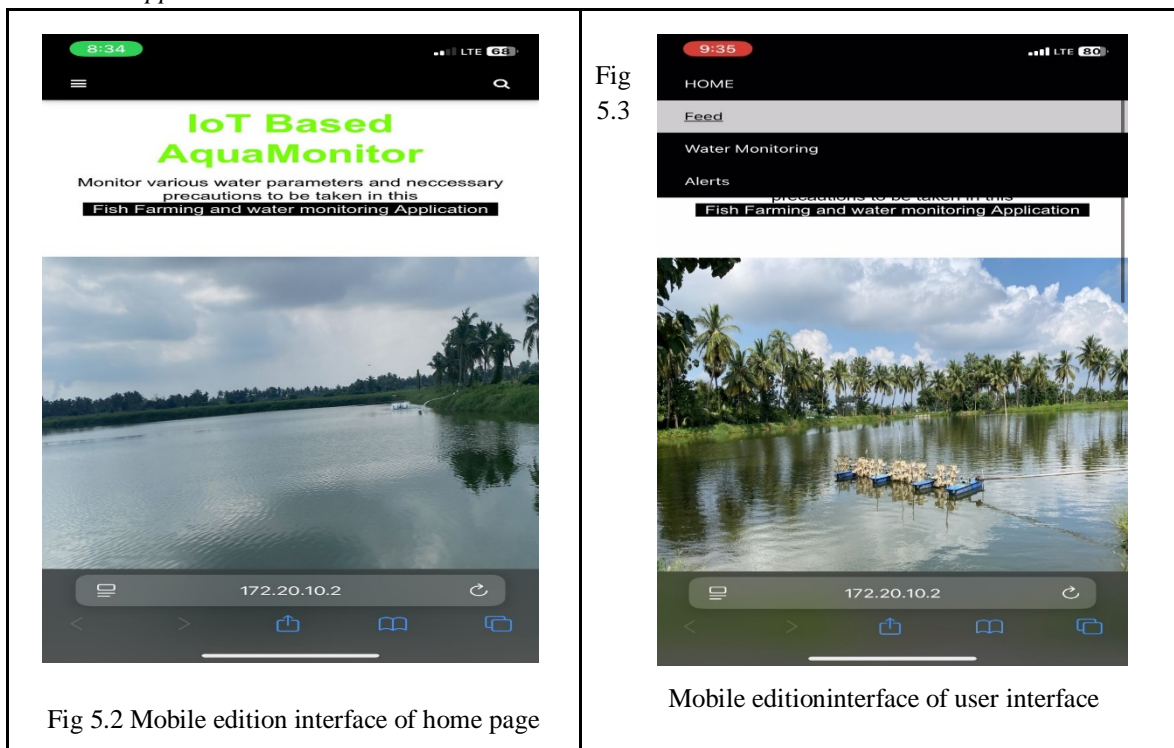 8:34
LTE 68
IoT Based
AquaMonitor
Monitor various water parameters and neccessary
precautions to be taken in this
Fish Farming and water monitoring Application
172.20.10.2
Fig 5.2 Mobile edition interface of home page
Fig
5.3
9:35
LTE 80
HOME
Feed
Water Monitoring
Alerts
precautions to be taken in this
Fish Farming and water monitoring Application
172.20.10.2
Mobile editioninterface of user interface